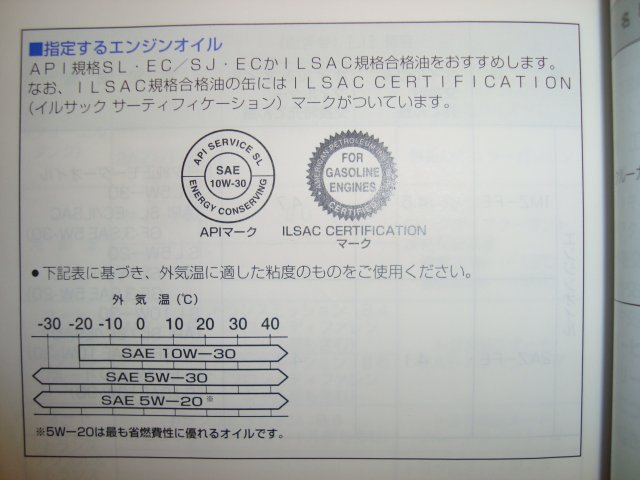 ■指定するエンジンオイル
API規格SL・EC／SJ・ECかILSAC規格合格油をおすすめします。
なお、ILSAC規格合格油の缶にはILSAC CERTIFICATION
（イルサック サーティフィケーション）マークがついています。
API SERVICE SL
SAE
10W-30
ENERGY CONSERVING
AMERICAN PETROLEUM
FOR
GASOLINE
ENGINES
CERTIFIED
APIマーク
ILSAC CERTIFICATION
マーク
●下記表に基づき、外気温に適した粘度のものをご使用ください。
外気温(℃)
-30 -20 -10 0 10 20 30 40
SAE 10W－30
SAE 5W－30
SAE 5W－20※
※5W－20は最も省燃費性に優れるオイルです。